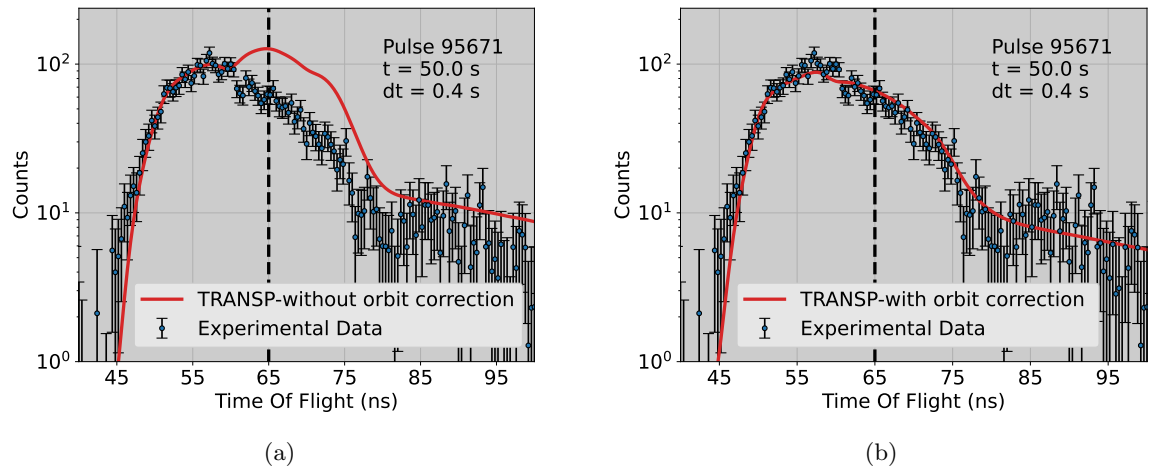 10²
10¹
10⁰
Counts
Pulse 95671
t = 50.0 s
dt = 0.4 s
TRANSP-without orbit correction
Experimental Data
45 55 65 75 85 95
Time Of Flight (ns)
(a)
10²
10¹
10⁰
Counts
Pulse 95671
t = 50.0 s
dt = 0.4 s
TRANSP-with orbit correction
Experimental Data
45 55 65 75 85 95
Time Of Flight (ns)
(b)